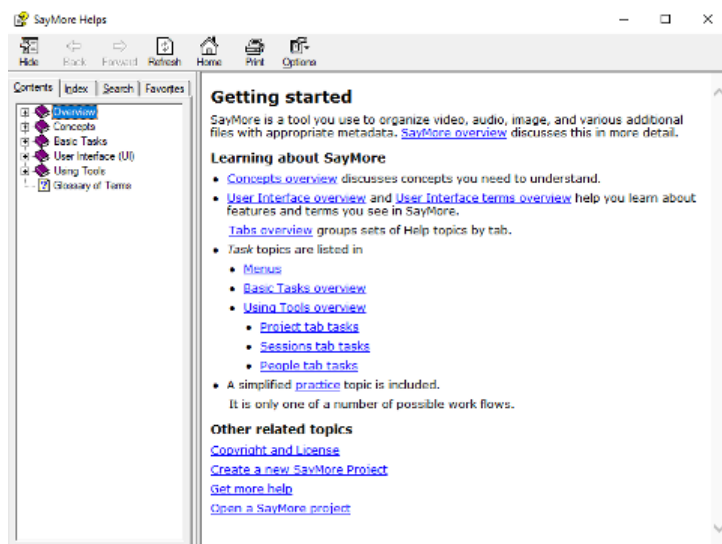 SayMore Helps
Hide Back Forward Refresh Home Print Options
Contents Index Search Favorites
Overview
Concepts
Basic Tasks
User Interface (UI)
Using Tools
Glossary of Terms
Getting started
SayMore is a tool you use to organize video, audio, image, and various additional
files with appropriate metadata. SayMore overview discusses this in more detail.
Learning about SayMore
• Concepts overview discusses concepts you need to understand.
• User Interface overview and User Interface terms overview help you learn about
features and terms you see in SayMore.
Tabs overview groups sets of Help topics by tab.
• Task topics are listed in
• Menus
• Basic Tasks overview
• Using Tools overview
• Project tab tasks
• Sessions tab tasks
• People tab tasks
• A simplified practice topic is included.
It is only one of a number of possible work flows.
Other related topics
Copyright and License
Create a new SayMore Project
Get more help
Open a SayMore project